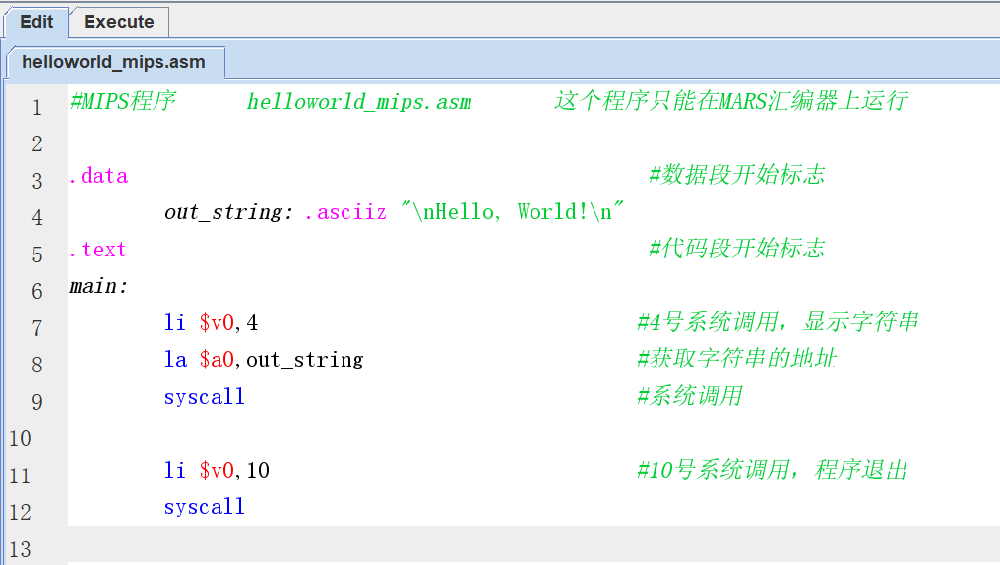 Edit Execute
helloworld_mips.asm
1 #MIPS程序 helloworld_mips.asm 这个程序只能在MARS汇编器上运行
2
3 .data #数据段开始标志
4 out_string: .asciiz "\nHello, World!\n"
5 .text #代码段开始标志
6 main:
7 li $v0,4 #4号系统调用，显示字符串
8 la $a0,out_string #获取字符串的地址
9 syscall #系统调用
10
11 li $v0,10 #10号系统调用，程序退出
12 syscall
13